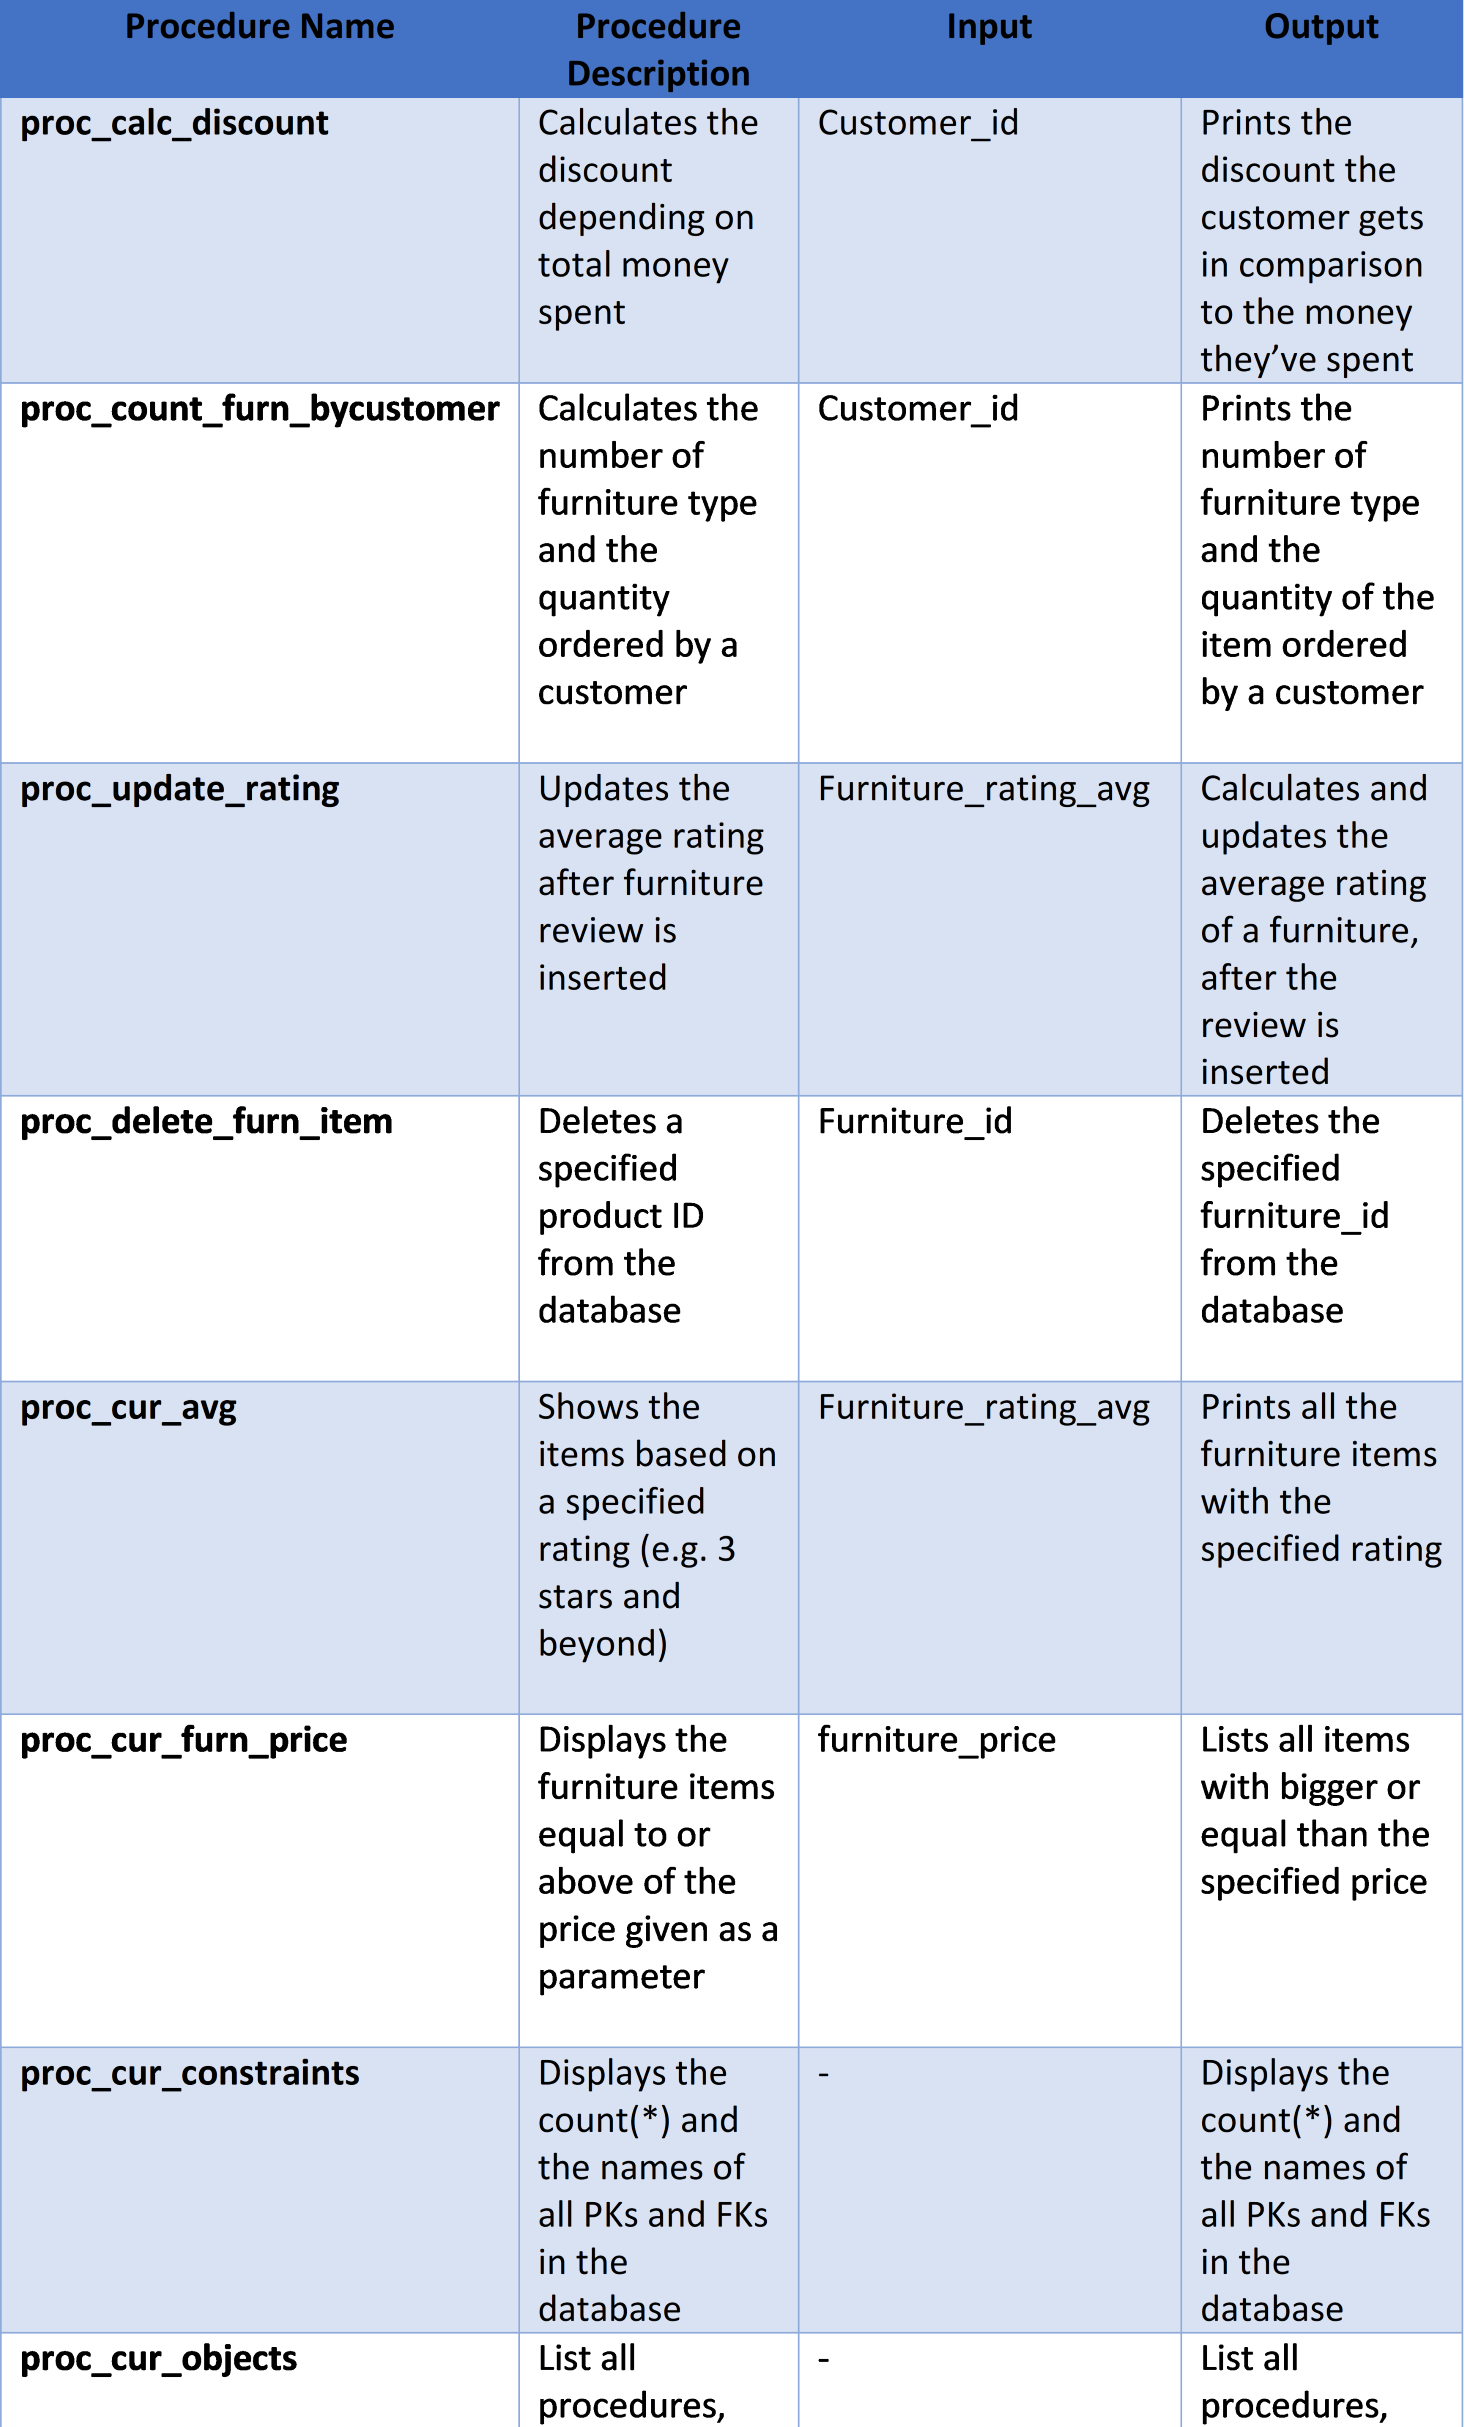 Procedure Name
Procedure
Description
Input
Output
proc_calc_discount
Calculates the
discount
depending on
total money
spent
Customer_id
Prints the
discount the
customer gets
in comparison
to the money
they’ve spent
proc_count_furn_bycustomer
Calculates the
number of
furniture type
and the
quantity
ordered by a
customer
Customer_id
Prints the
number of
furniture type
and the
quantity of the
item ordered
by a customer
proc_update_rating
Updates the
average rating
after furniture
review is
inserted
Furniture_rating_avg
Calculates and
updates the
average rating
of a furniture,
after the
review is
inserted
proc_delete_furn_item
Deletes a
specified
product ID
from the
database
Furniture_id
Deletes the
specified
furniture_id
from the
database
proc_cur_avg
Shows the
items based on
a specified
rating (e.g. 3
stars and
beyond)
Furniture_rating_avg
Prints all the
furniture items
with the
specified rating
proc_cur_furn_price
Displays the
furniture items
equal to or
above of the
price given as a
parameter
furniture_price
Lists all items
with bigger or
equal than the
specified price
proc_cur_constraints
Displays the
count(*) and
the names of
all PKs and FKs
in the
database
-
Displays the
count(*) and
the names of
all PKs and FKs
in the
database
proc_cur_objects
List all
procedures,
-
List all
procedures,